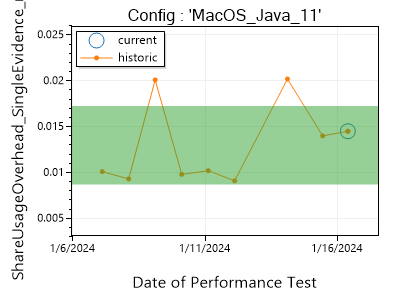 Config : 'MacOS_Java_11'
ShareUsageOverhead_SingleEvidence_
current
historic
0.025
0.02
0.015
0.01
0.005
1/6/2024
1/11/2024
1/16/2024
Date of Performance Test